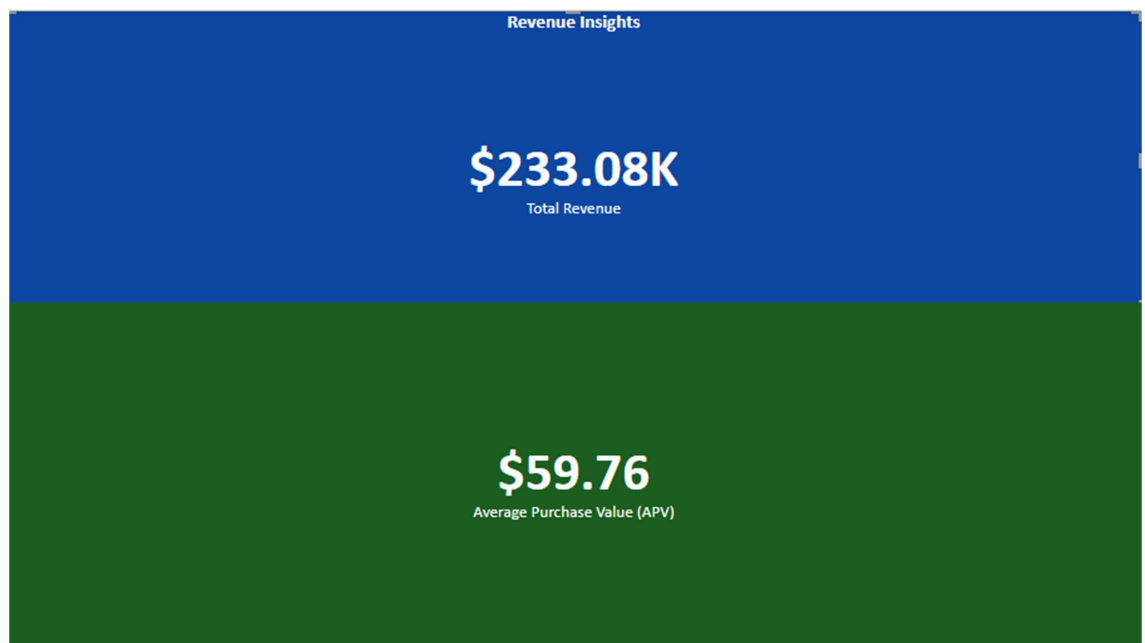 Revenue Insights
$233.08K
Total Revenue
$59.76
Average Purchase Value (APV)